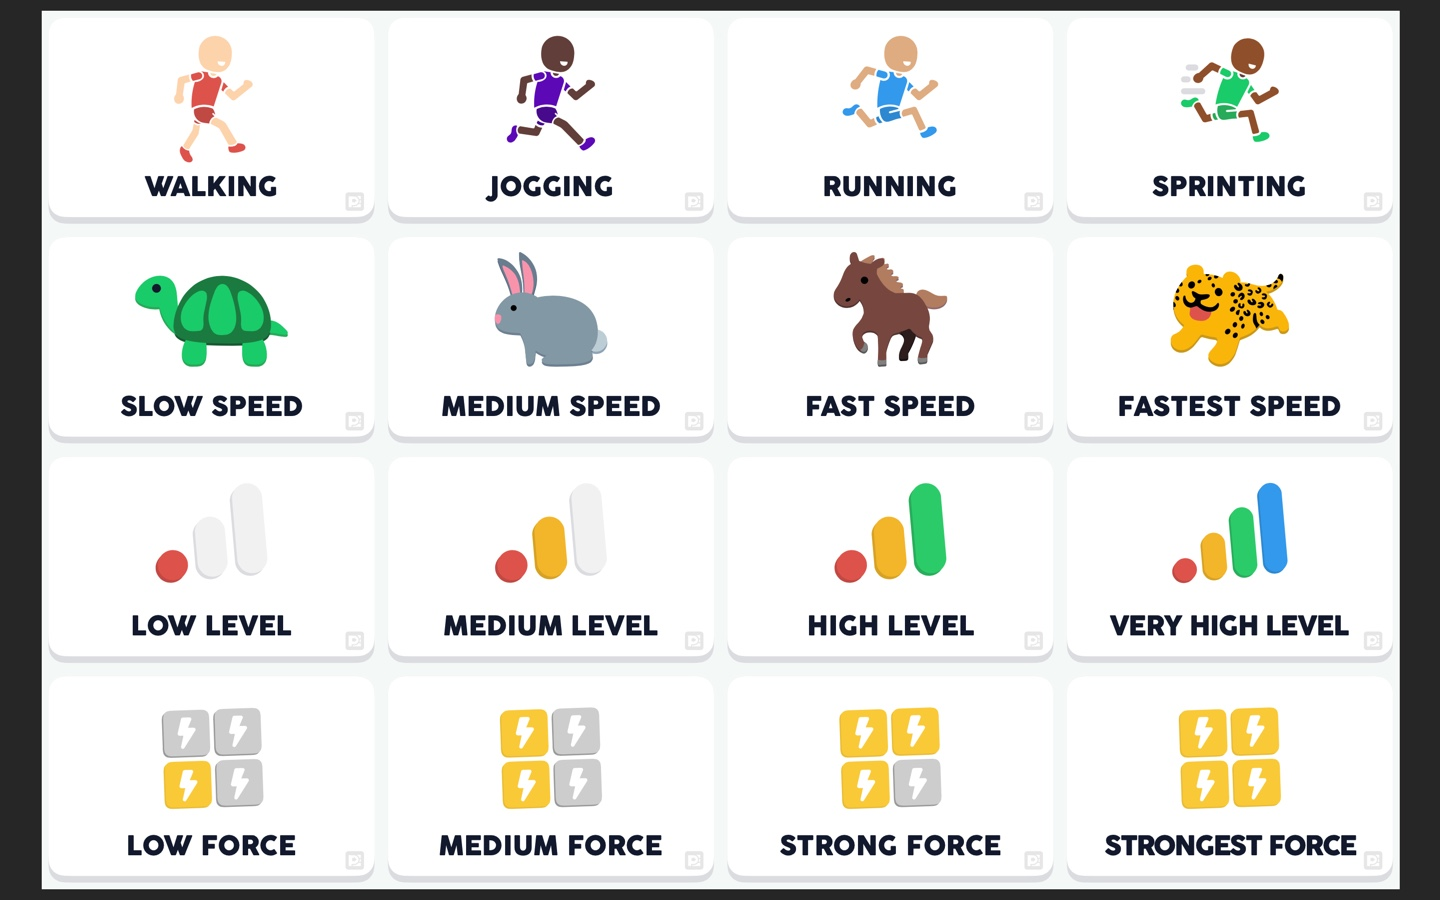 WALKING
JOGGING
RUNNING
SPRINTING
SLOW SPEED
MEDIUM SPEED
FAST SPEED
FASTEST SPEED
LOW LEVEL
MEDIUM LEVEL
HIGH LEVEL
VERY HIGH LEVEL
LOW FORCE
MEDIUM FORCE
STRONG FORCE
STRONGEST FORCE